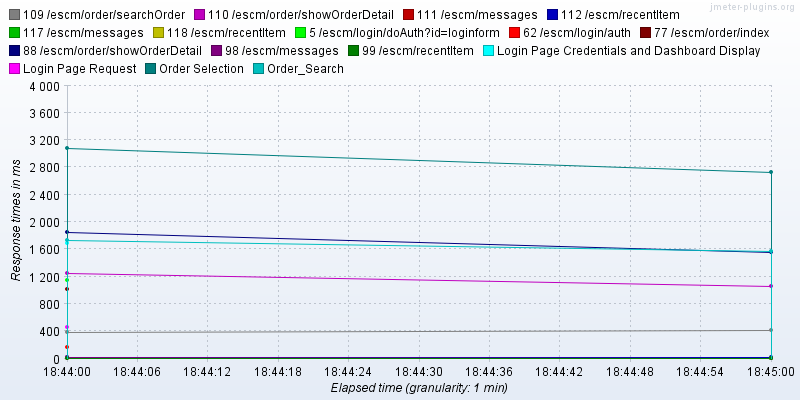 jmeter-plugins.org
109 /escm/order/searchOrder 110 /escm/order/showOrderDetail 111 /escm/messages 112 /escm/recentItem
117 /escm/messages 118 /escm/recentItem 5 /escm/login/doAuth?id=loginform 62 /escm/login/auth 77 /escm/order/index
88 /escm/order/showOrderDetail 98 /escm/messages 99 /escm/recentItem Login Page Credentials and Dashboard Display
Login Page Request Order Selection Order_Search
Response times in ms
4 000
3 600
3 200
2 800
2 400
2 000
1 600
1 200
800
400
0
18:44:00 18:44:06 18:44:12 18:44:18 18:44:24 18:44:30 18:44:36 18:44:42 18:44:48 18:44:54 18:45:00
Elapsed time (granularity: 1 min)